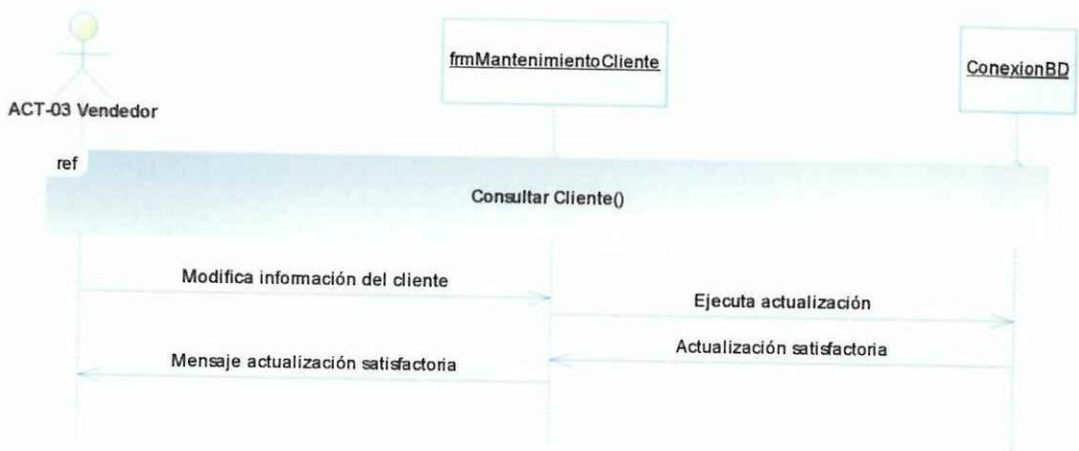 frmMantenimientoCliente
ConexionBD
ACT-03 Vendedor
ref
Consultar Cliente()
Modifica información del cliente
Ejecuta actualización
Actualización satisfactoria
Mensaje actualización satisfactoria